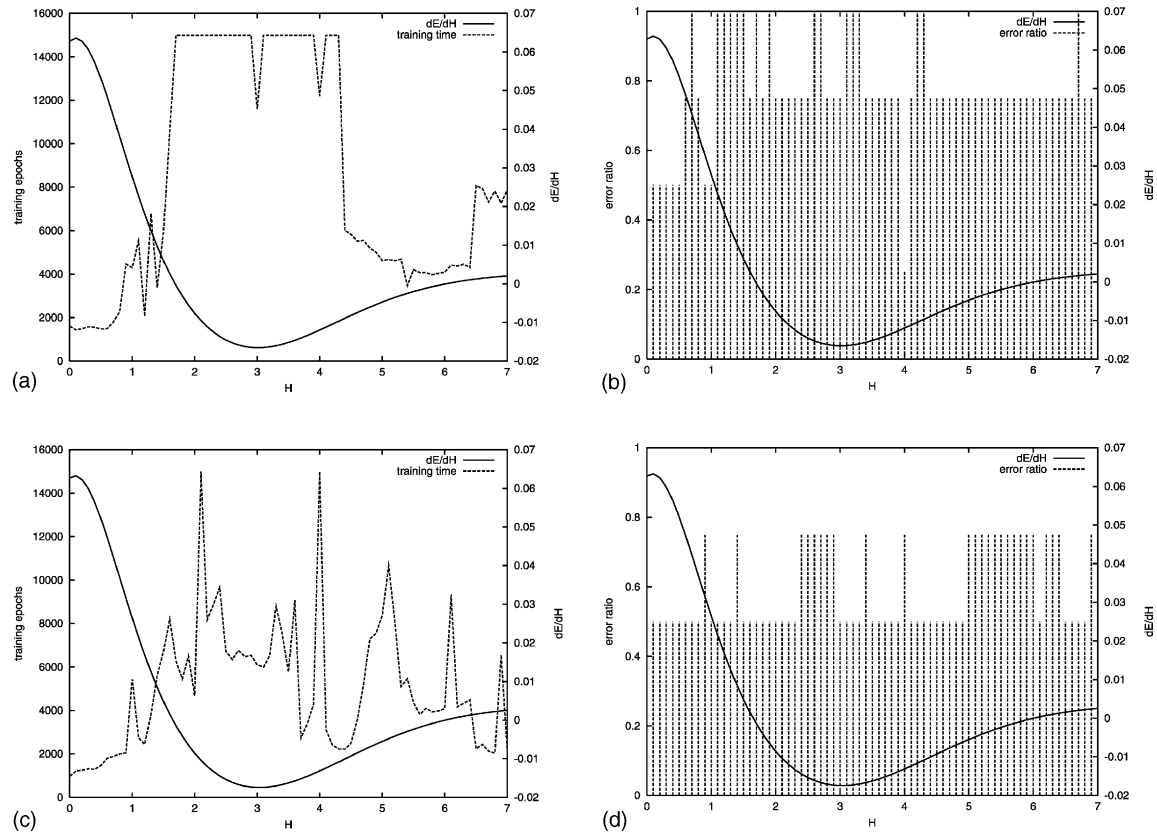 16000
14000
12000
10000
8000
6000
4000
2000
0
training epochs
0 1 2 3 4 5 6 7
H
0.07
0.06
0.05
0.04
0.03
0.02
0.01
0
-0.01
-0.02
dE/dH
dE/dH
training time
(a)
1
0.8
0.6
0.4
0.2
0
error ratio
0 1 2 3 4 5 6 7
H
0.07
0.06
0.05
0.04
0.03
0.02
0.01
0
-0.01
-0.02
dE/dH
dE/dH
error ratio
(b)
16000
14000
12000
10000
8000
6000
4000
2000
0
training epochs
0 1 2 3 4 5 6 7
H
0.07
0.06
0.05
0.04
0.03
0.02
0.01
0
-0.01
-0.02
dE/dH
dE/dH
training time
(c)
1
0.8
0.6
0.4
0.2
0
error ratio
0 1 2 3 4 5 6 7
H
0.07
0.06
0.05
0.04
0.03
0.02
0.01
0
-0.01
-0.02
dE/dH
dE/dH
error ratio
(d)